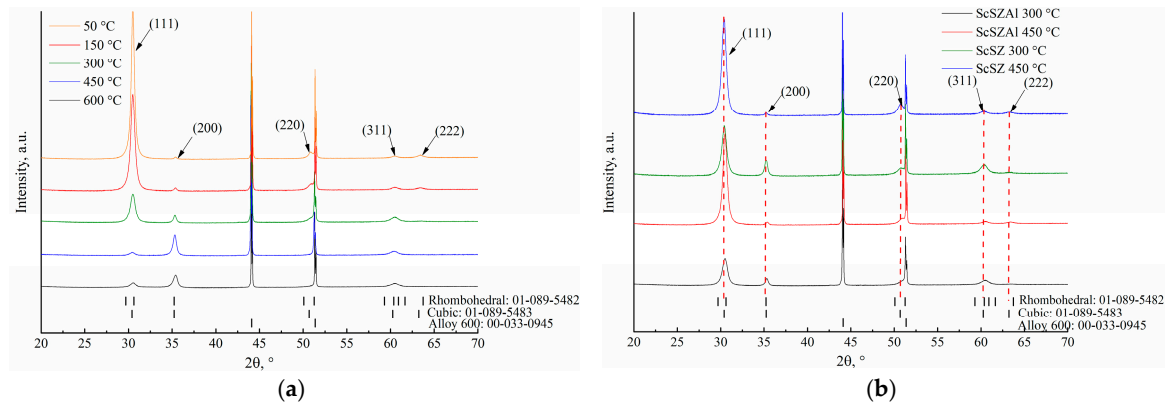 50 °C
150 °C
300 °C
450 °C
600 °C
(111)
(200)
(220)
(311)
(222)
Intensity, a.u.
Rhombohedral: 01-089-5482
Cubic: 01-089-5483
Alloy 600: 00-033-0945
20 25 30 35 40 45 50 55 60 65 70
2θ, °
(a)
ScSZAl 300 °C
ScSZAl 450 °C
ScSZ 300 °C
ScSZ 450 °C
(111)
(200)
(220)
(311)
(222)
Intensity, a.u.
Rhombohedral: 01-089-5482
Cubic: 01-089-5483
Alloy 600: 00-033-0945
20 25 30 35 40 45 50 55 60 65 70
2θ, °
(b)